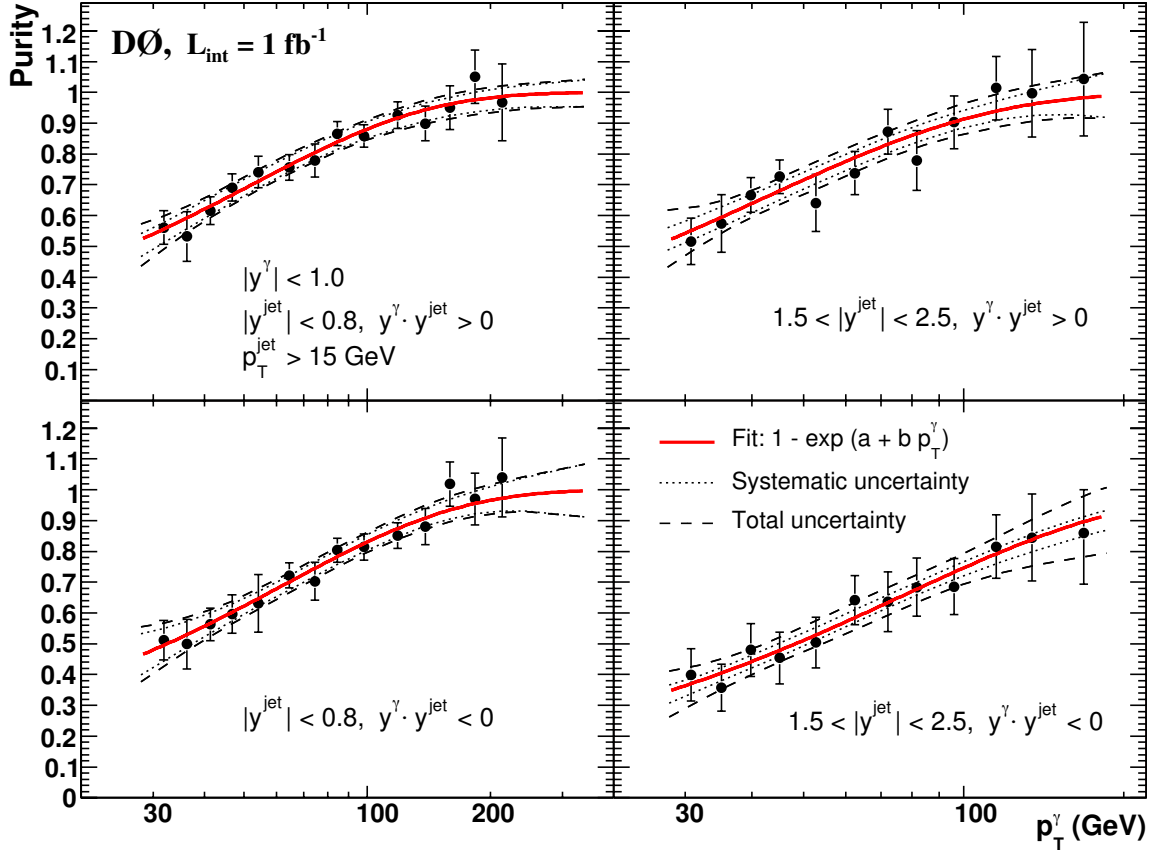 Purity
DØ, L_int = 1 fb^-1
1.2
1.1
1
0.9
0.8
0.7
0.6
0.5
0.4
0.3
0.2
0.1
|y^γ| < 1.0
|y^jet| < 0.8, y^γ · y^jet > 0
p_T^jet > 15 GeV
1.5 < |y^jet| < 2.5, y^γ · y^jet > 0
1.2
1.1
1
0.9
0.8
0.7
0.6
0.5
0.4
0.3
0.2
0.1
0
|y^jet| < 0.8, y^γ · y^jet < 0
Fit: 1 - exp (a + b p_T^γ)
Systematic uncertainty
Total uncertainty
1.5 < |y^jet| < 2.5, y^γ · y^jet < 0
30 100 200 30 100
p_T^γ (GeV)